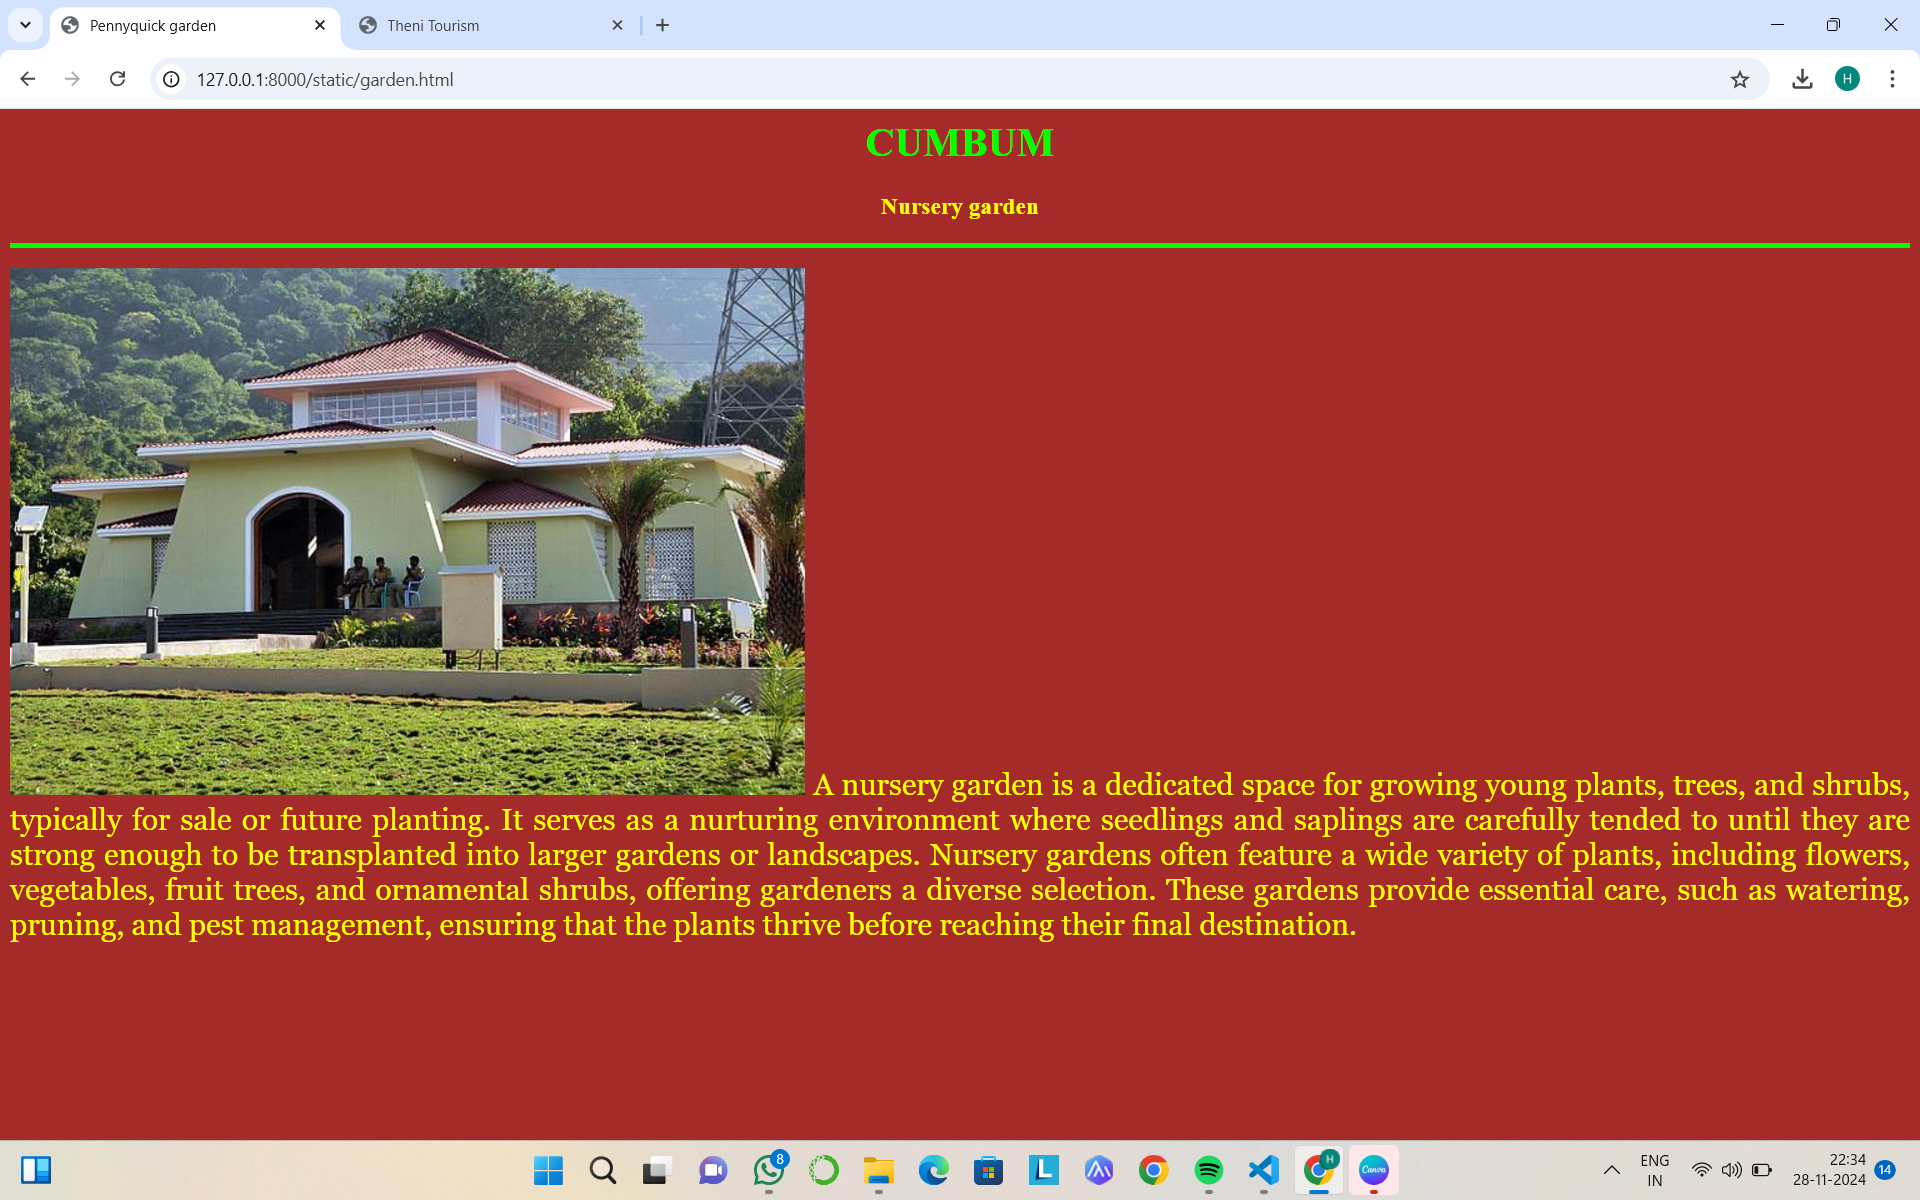 Pennyquick garden
Theni Tourism
127.0.0.1:8000/static/garden.html
H
CUMBUM
Nursery garden
A nursery garden is a dedicated space for growing young plants, trees, and shrubs,
typically for sale or future planting. It serves as a nurturing environment where seedlings and saplings are carefully tended to until they are
strong enough to be transplanted into larger gardens or landscapes. Nursery gardens often feature a wide variety of plants, including flowers,
vegetables, fruit trees, and ornamental shrubs, offering gardeners a diverse selection. These gardens provide essential care, such as watering,
pruning, and pest management, ensuring that the plants thrive before reaching their final destination.
8
L
H
Canva
ENG
IN
22:34
28-11-2024
14